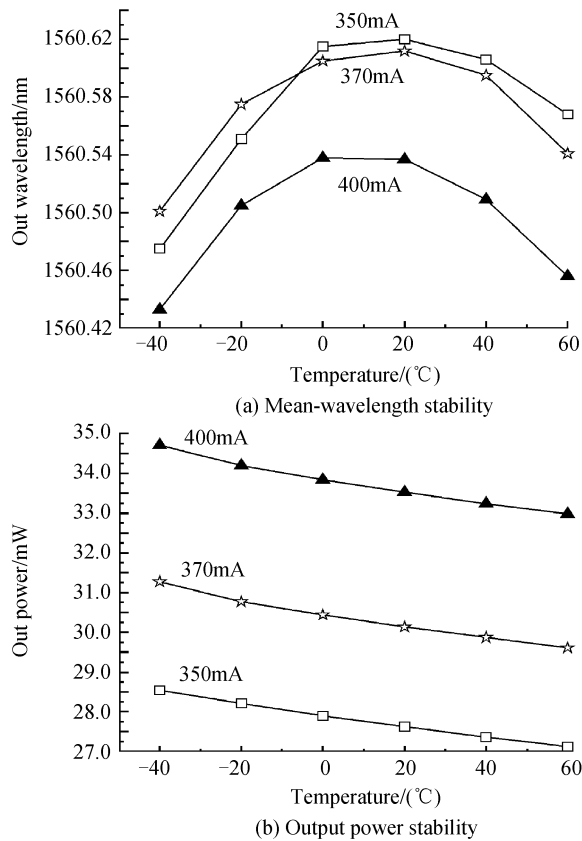 1560.62
1560.58
1560.54
1560.50
1560.46
1560.42
Out wavelength/nm
350mA
370mA
400mA
−40 −20 0 20 40 60
Temperature/(℃)
(a) Mean-wavelength stability
35.0
34.0
33.0
32.0
31.0
30.0
29.0
28.0
27.0
Out power/mW
400mA
370mA
350mA
−40 −20 0 20 40 60
Temperature/(℃)
(b) Output power stability